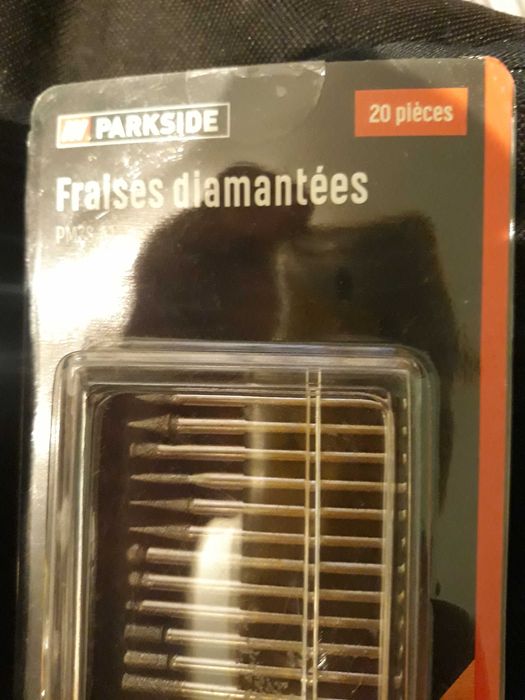 PARKSIDE
20 pièces
Fraises diamantées